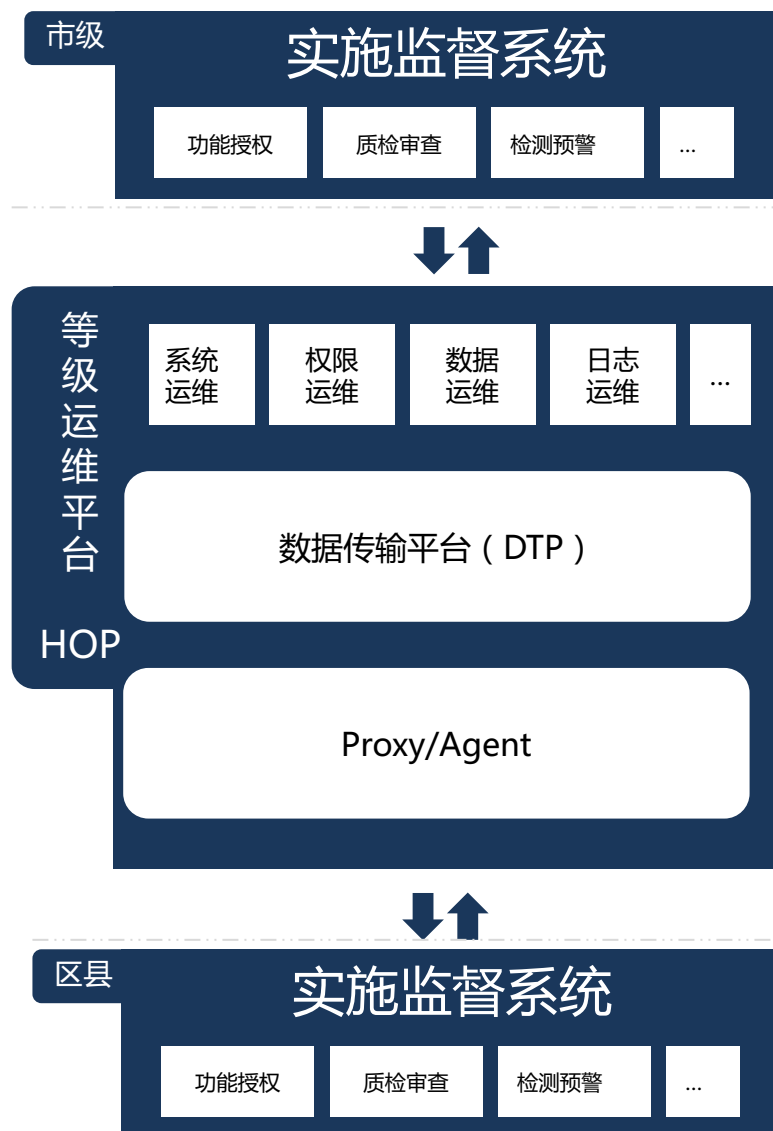 市级
实施监督系统
功能授权
质检审查
检测预警
...
等级运维平台
HOP
系统
运维
权限
运维
数据
运维
日志
运维
...
数据传输平台（DTP）
Proxy/Agent
区县
实施监督系统
功能授权
质检审查
检测预警
...